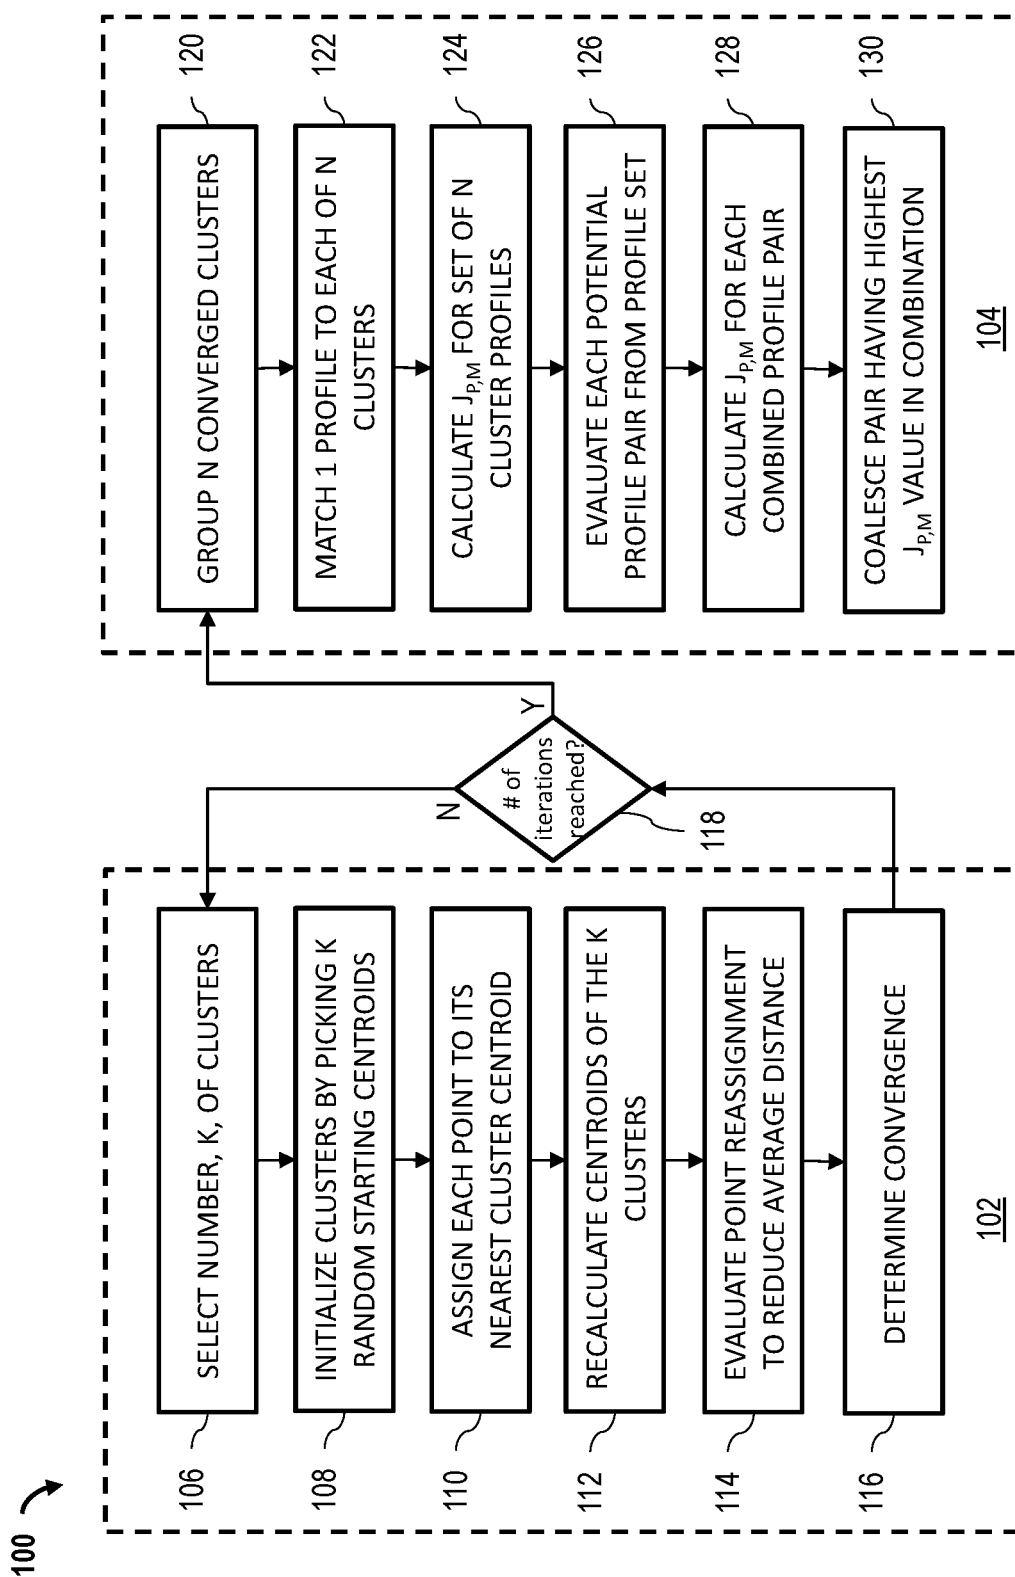 100
106
SELECT NUMBER, K, OF CLUSTERS
108
INITIALIZE CLUSTERS BY PICKING K
RANDOM STARTING CENTROIDS
110
ASSIGN EACH POINT TO ITS
NEAREST CLUSTER CENTROID
112
RECALCULATE CENTROIDS OF THE K
CLUSTERS
114
EVALUATE POINT REASSIGNMENT
TO REDUCE AVERAGE DISTANCE
116
DETERMINE CONVERGENCE
102
N
Y
# of
iterations
reached?
118
GROUP N CONVERGED CLUSTERS
120
MATCH 1 PROFILE TO EACH OF N
CLUSTERS
122
CALCULATE JP,M FOR SET OF N
CLUSTER PROFILES
124
EVALUATE EACH POTENTIAL
PROFILE PAIR FROM PROFILE SET
126
CALCULATE JP,M FOR EACH
COMBINED PROFILE PAIR
128
COALESCE PAIR HAVING HIGHEST
JP,M VALUE IN COMBINATION
130
104